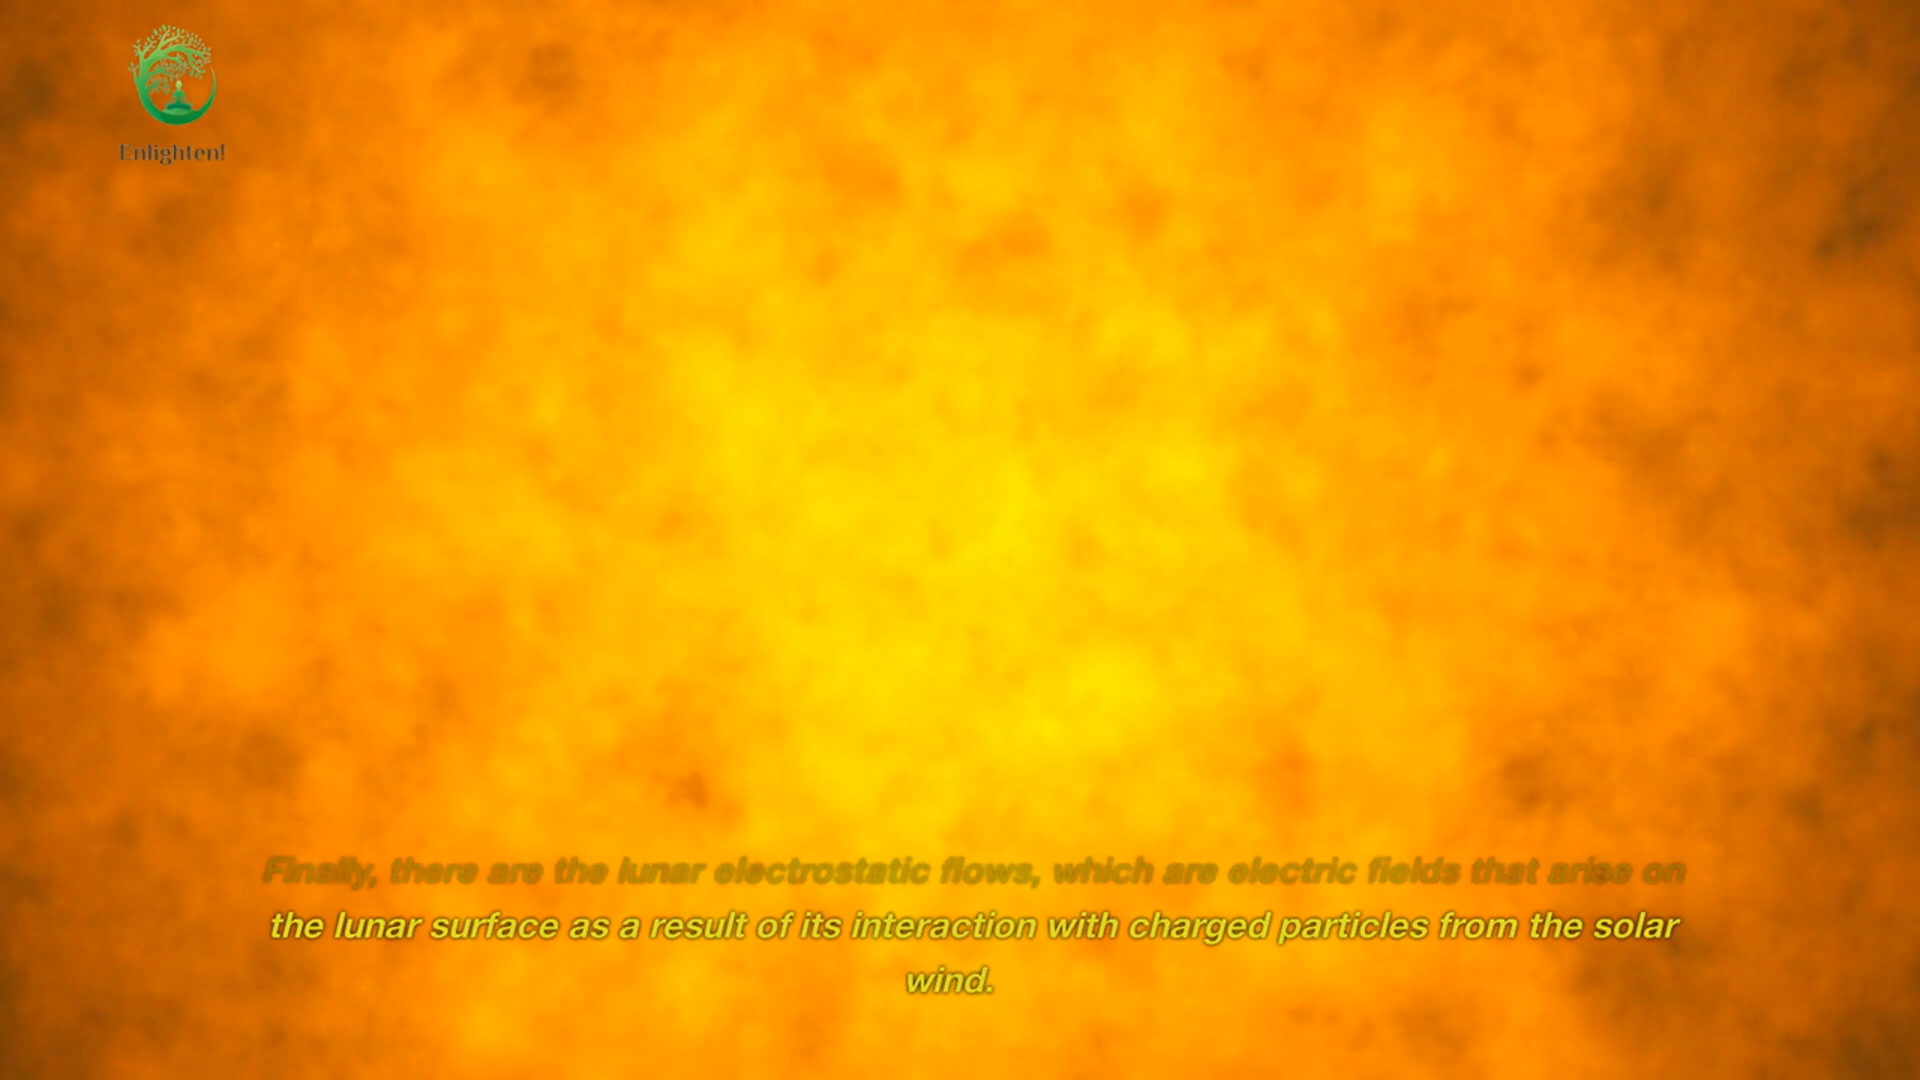 Enlighten!
Finally, there are the lunar electrostatic flows, which are electric fields that arise on
the lunar surface as a result of its interaction with charged particles from the solar
wind.